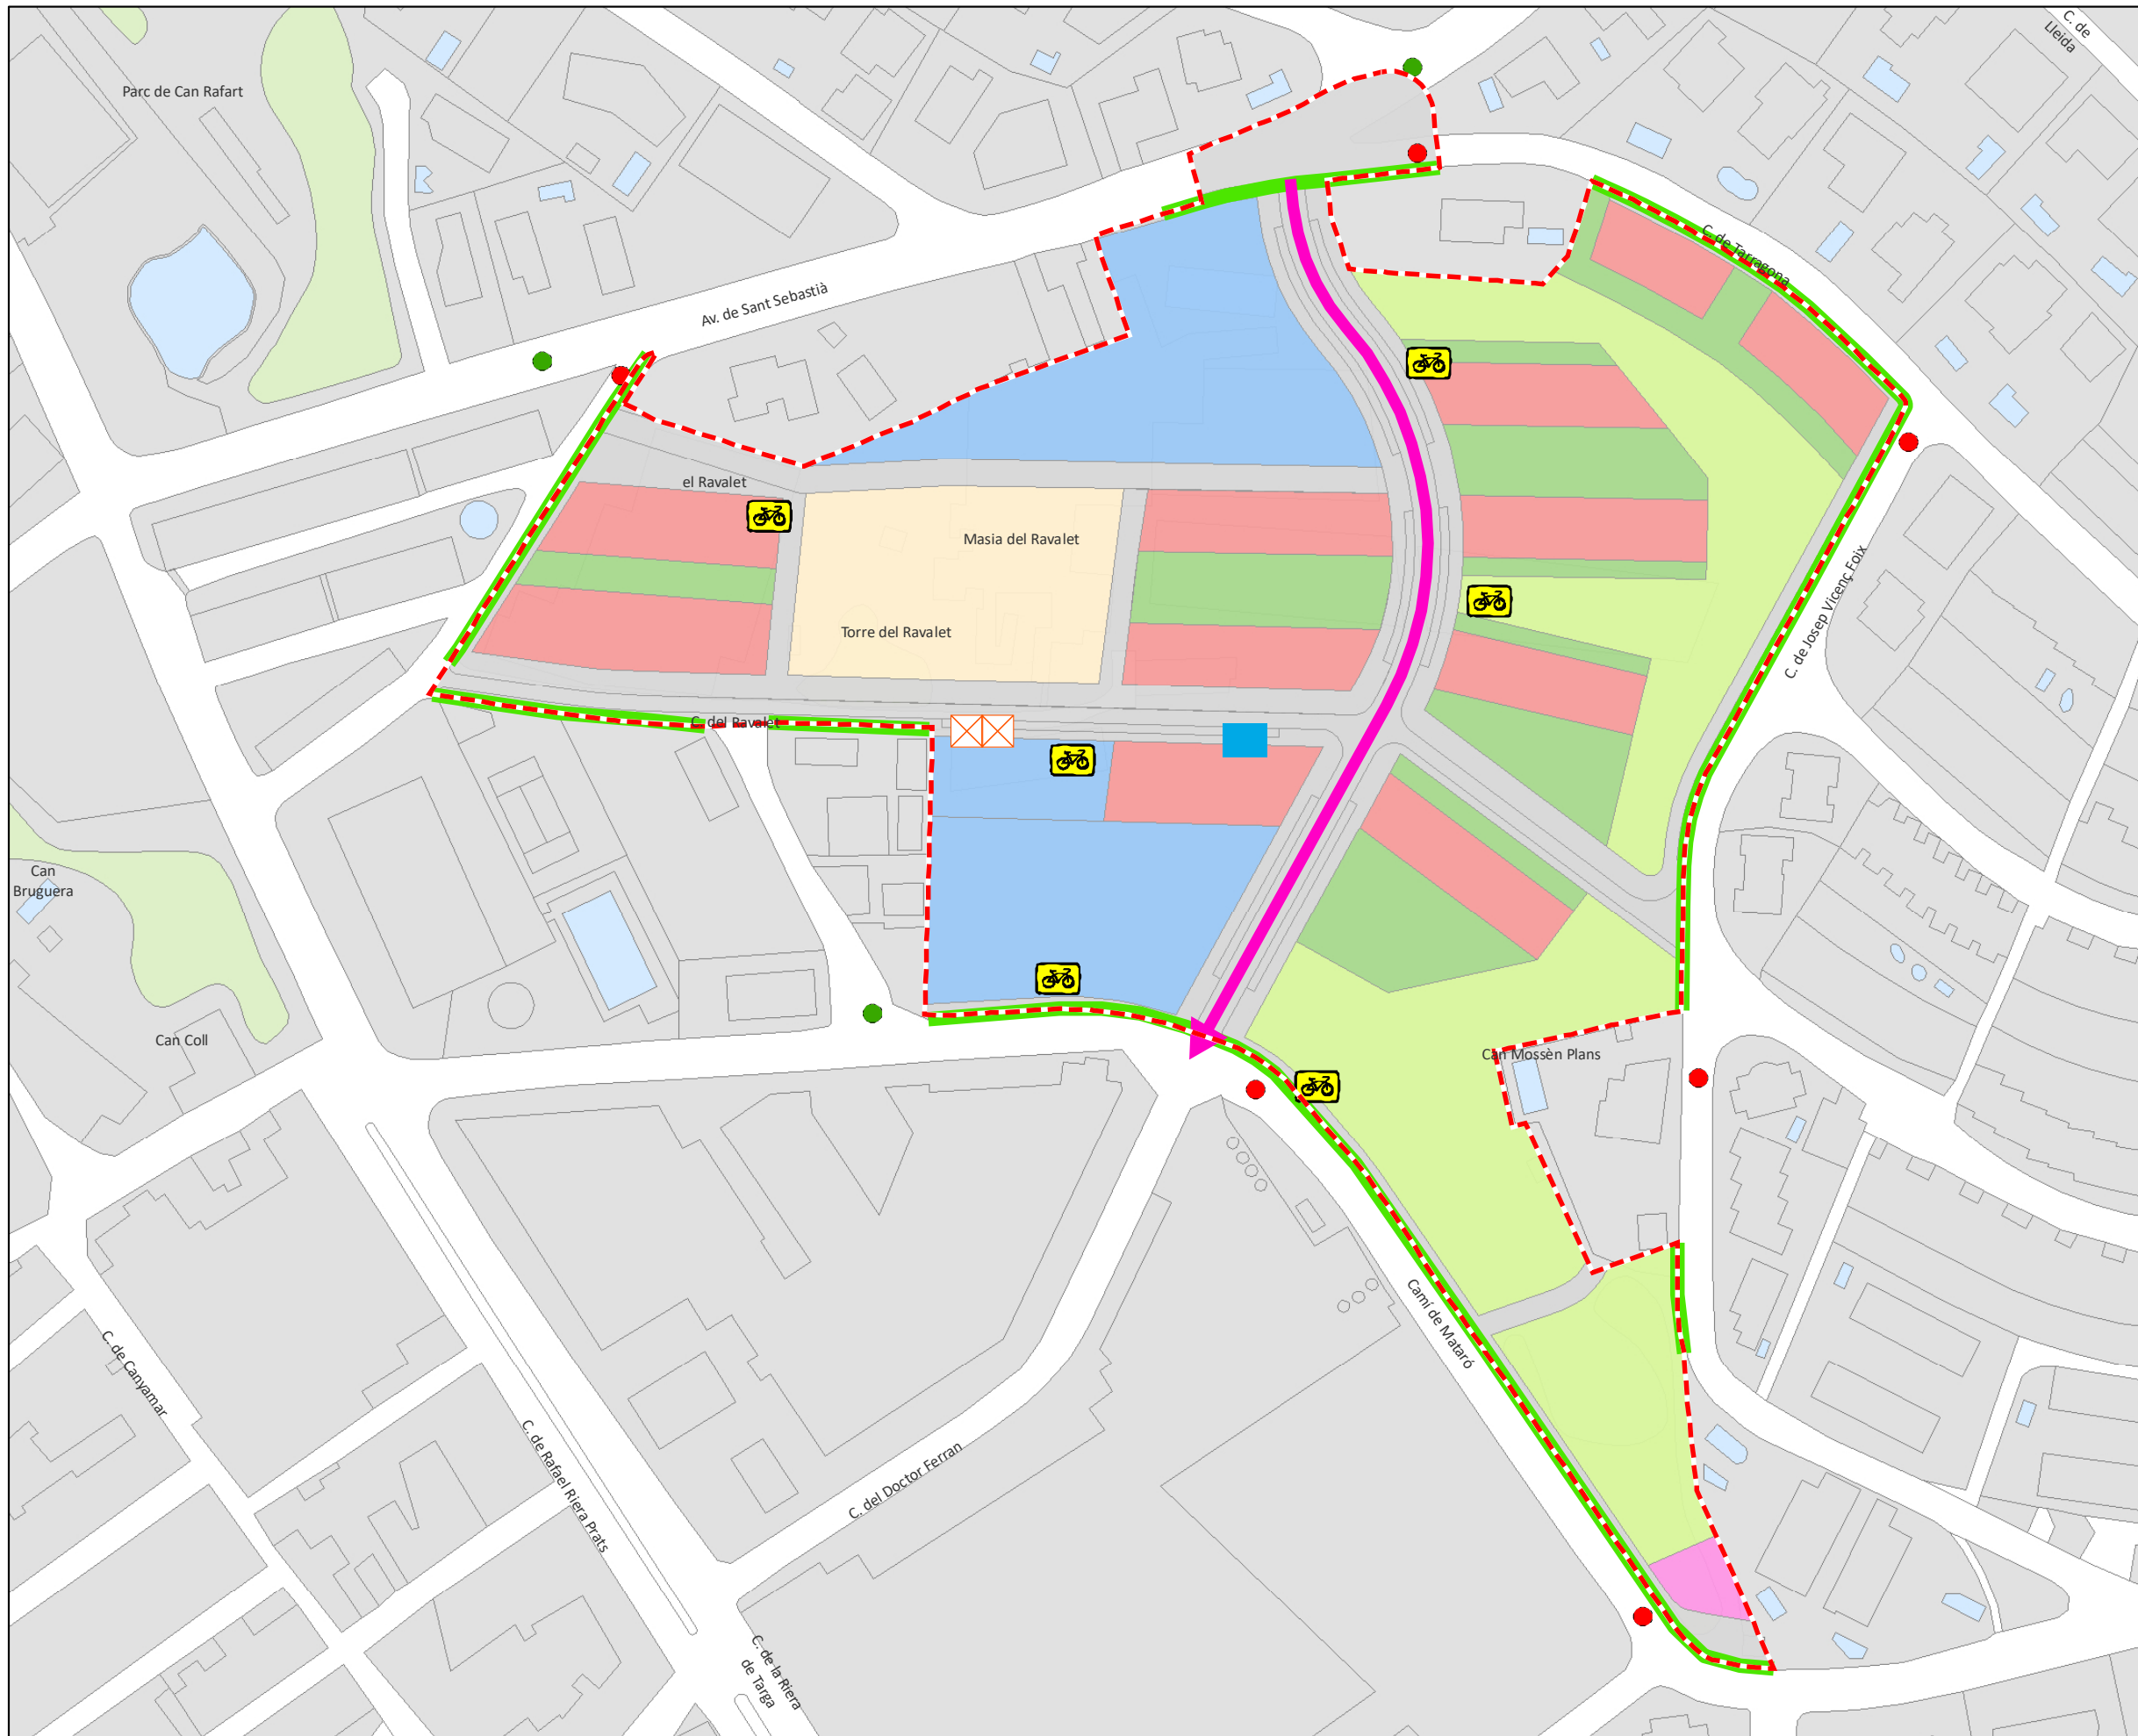 C. de
Lleida
Parc de Can Rafart
C. de Tarragona
Av. de Sant Sebastià
el Ravalet
Masia del Ravalet
C. de Josep Vicenç Foix
Torre del Ravalet
C. del Ravalet
Can
Bruguera
Can Coll
Can Mossèn Plans
Camí de Mataró
C. de Canyamar
C. de Rafael Riera Prats
C. del Doctor Ferran
C. de la Riera
de Targa